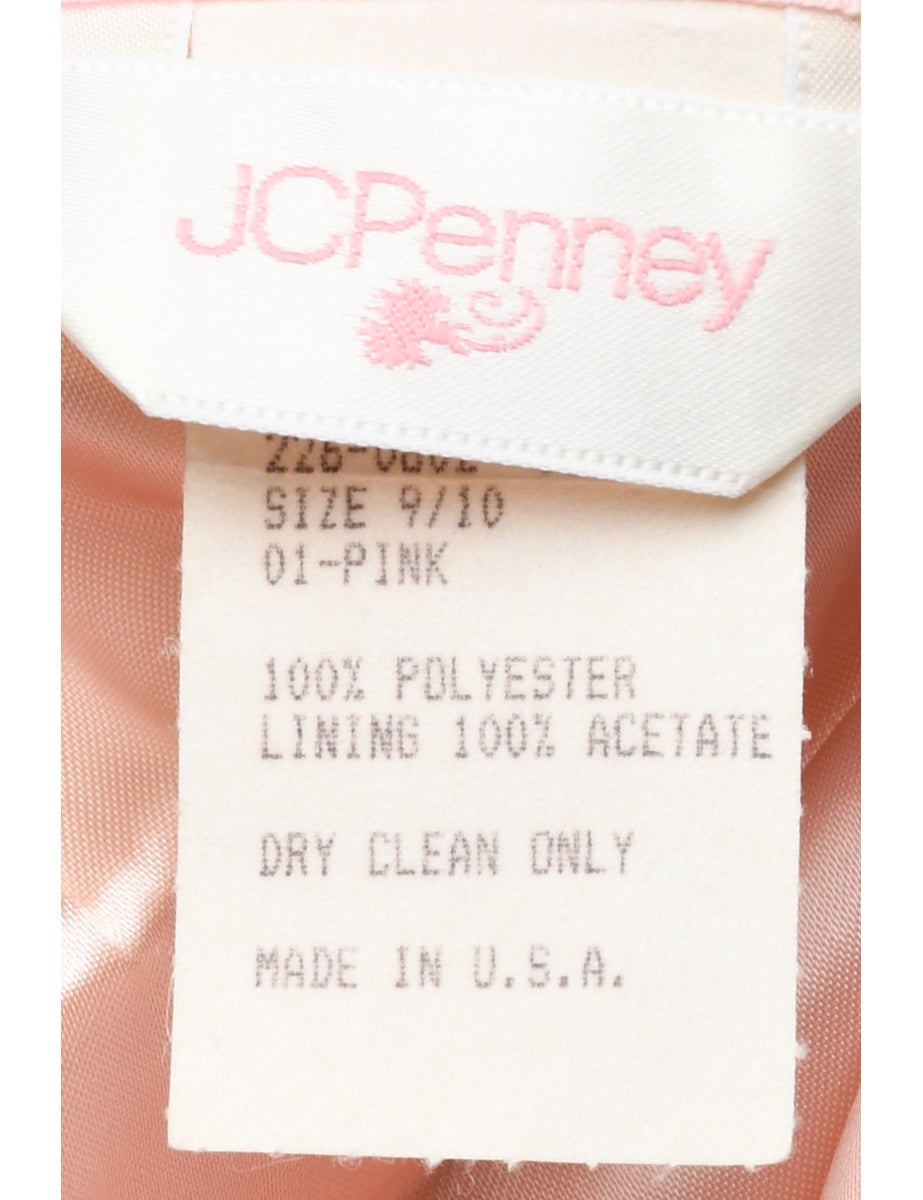 JCPenney
SIZE 9/10
01-PINK
100% POLYESTER
LINING 100% ACETATE
DRY CLEAN ONLY
MADE IN U.S.A.